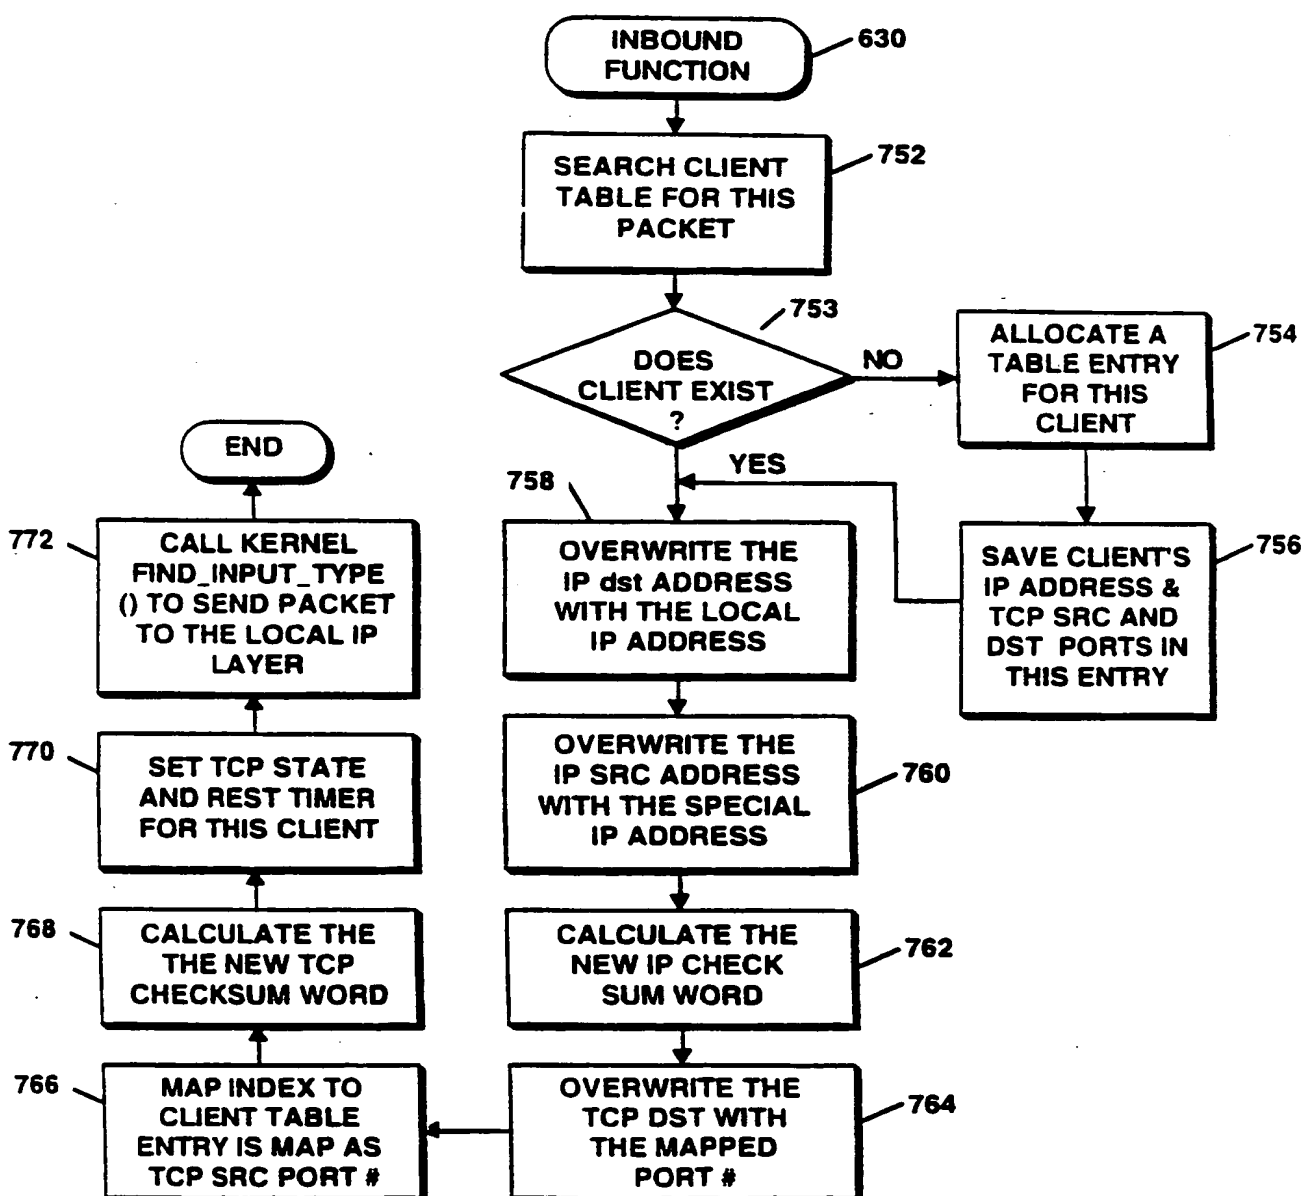 INBOUND
FUNCTION
630
SEARCH CLIENT
TABLE FOR THIS
PACKET
752
DOES
CLIENT EXIST
?
753
NO
YES
ALLOCATE A
TABLE ENTRY
FOR THIS
CLIENT
754
SAVE CLIENT'S
IP ADDRESS &
TCP SRC AND
DST PORTS IN
THIS ENTRY
756
758
OVERWRITE THE
IP dst ADDRESS
WITH THE LOCAL
IP ADDRESS
OVERWRITE THE
IP SRC ADDRESS
WITH THE SPECIAL
IP ADDRESS
760
CALCULATE THE
NEW IP CHECK
SUM WORD
762
OVERWRITE THE
TCP DST WITH
THE MAPPED
PORT #
764
766
MAP INDEX TO
CLIENT TABLE
ENTRY IS MAP AS
TCP SRC PORT #
768
CALCULATE THE
THE NEW TCP
CHECKSUM WORD
770
SET TCP STATE
AND REST TIMER
FOR THIS CLIENT
772
CALL KERNEL
FIND_INPUT_TYPE
() TO SEND PACKET
TO THE LOCAL IP
LAYER
END